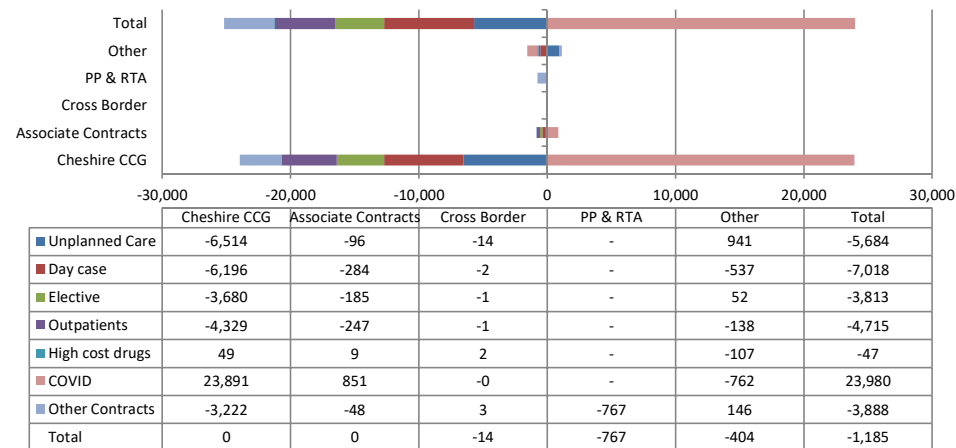 Total
Other
PP & RTA
Cross Border
Associate Contracts
Cheshire CCG
-30,000 -20,000 -10,000 0 10,000 20,000 30,000
Cheshire CCG Associate Contracts Cross Border PP & RTA Other Total
Unplanned Care -6,514 -96 -14 - 941 -5,684
Day case -6,196 -284 -2 - -537 -7,018
Elective -3,680 -185 -1 - 52 -3,813
Outpatients -4,329 -247 -1 - -138 -4,715
High cost drugs 49 9 2 - -107 -47
COVID 23,891 851 -0 - -762 23,980
Other Contracts -3,222 -48 3 -767 146 -3,888
Total 0 0 -14 -767 -404 -1,185